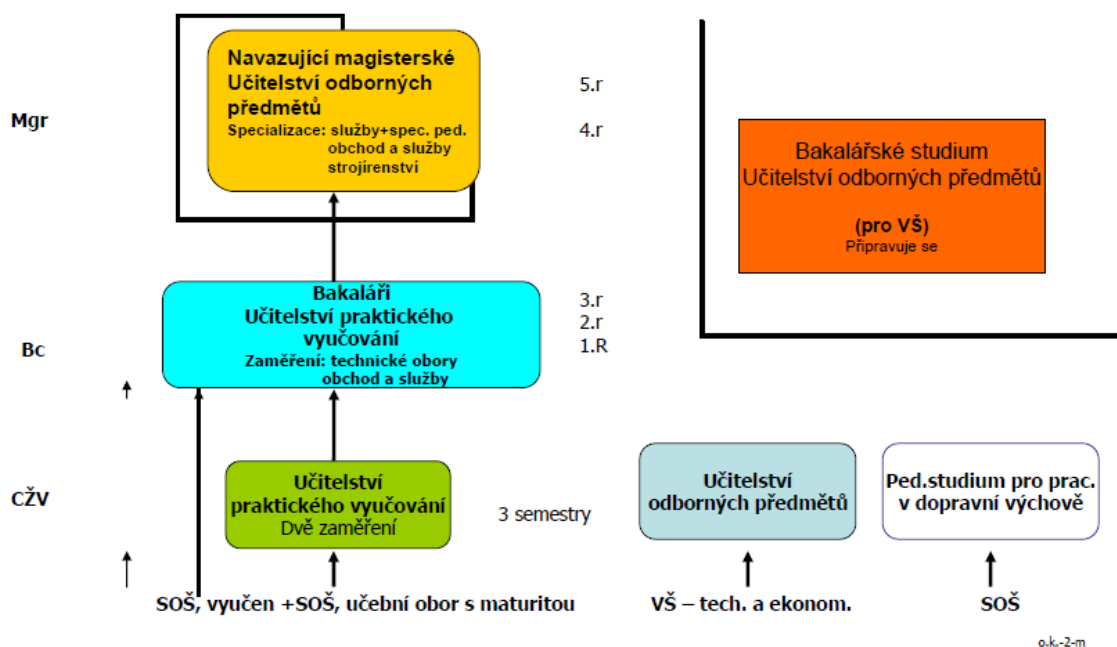 Mgr
Navazující magisterské
Učitelství odborných
předmětů
Specializace: služby+spec. ped.
obchod a služby
strojírenství
5.r
4.r
Bakalářské studium
Učitelství odborných předmětů
(pro VŠ)
Připravuje se
Bc
Bakaláři
Učitelství praktického
vyučování
Zaměření: technické obory
obchod a služby
3.r
2.r
1.R
CŽV
Učitelství
praktického vyučování
Dvě zaměření
3 semestry
Učitelství
odborných předmětů
Ped.studium pro prac.
v dopravní výchově
SOŠ, vyučen +SOŠ, učební obor s maturitou
VŠ – tech. a ekonom.
SOŠ
o.k.-2-m